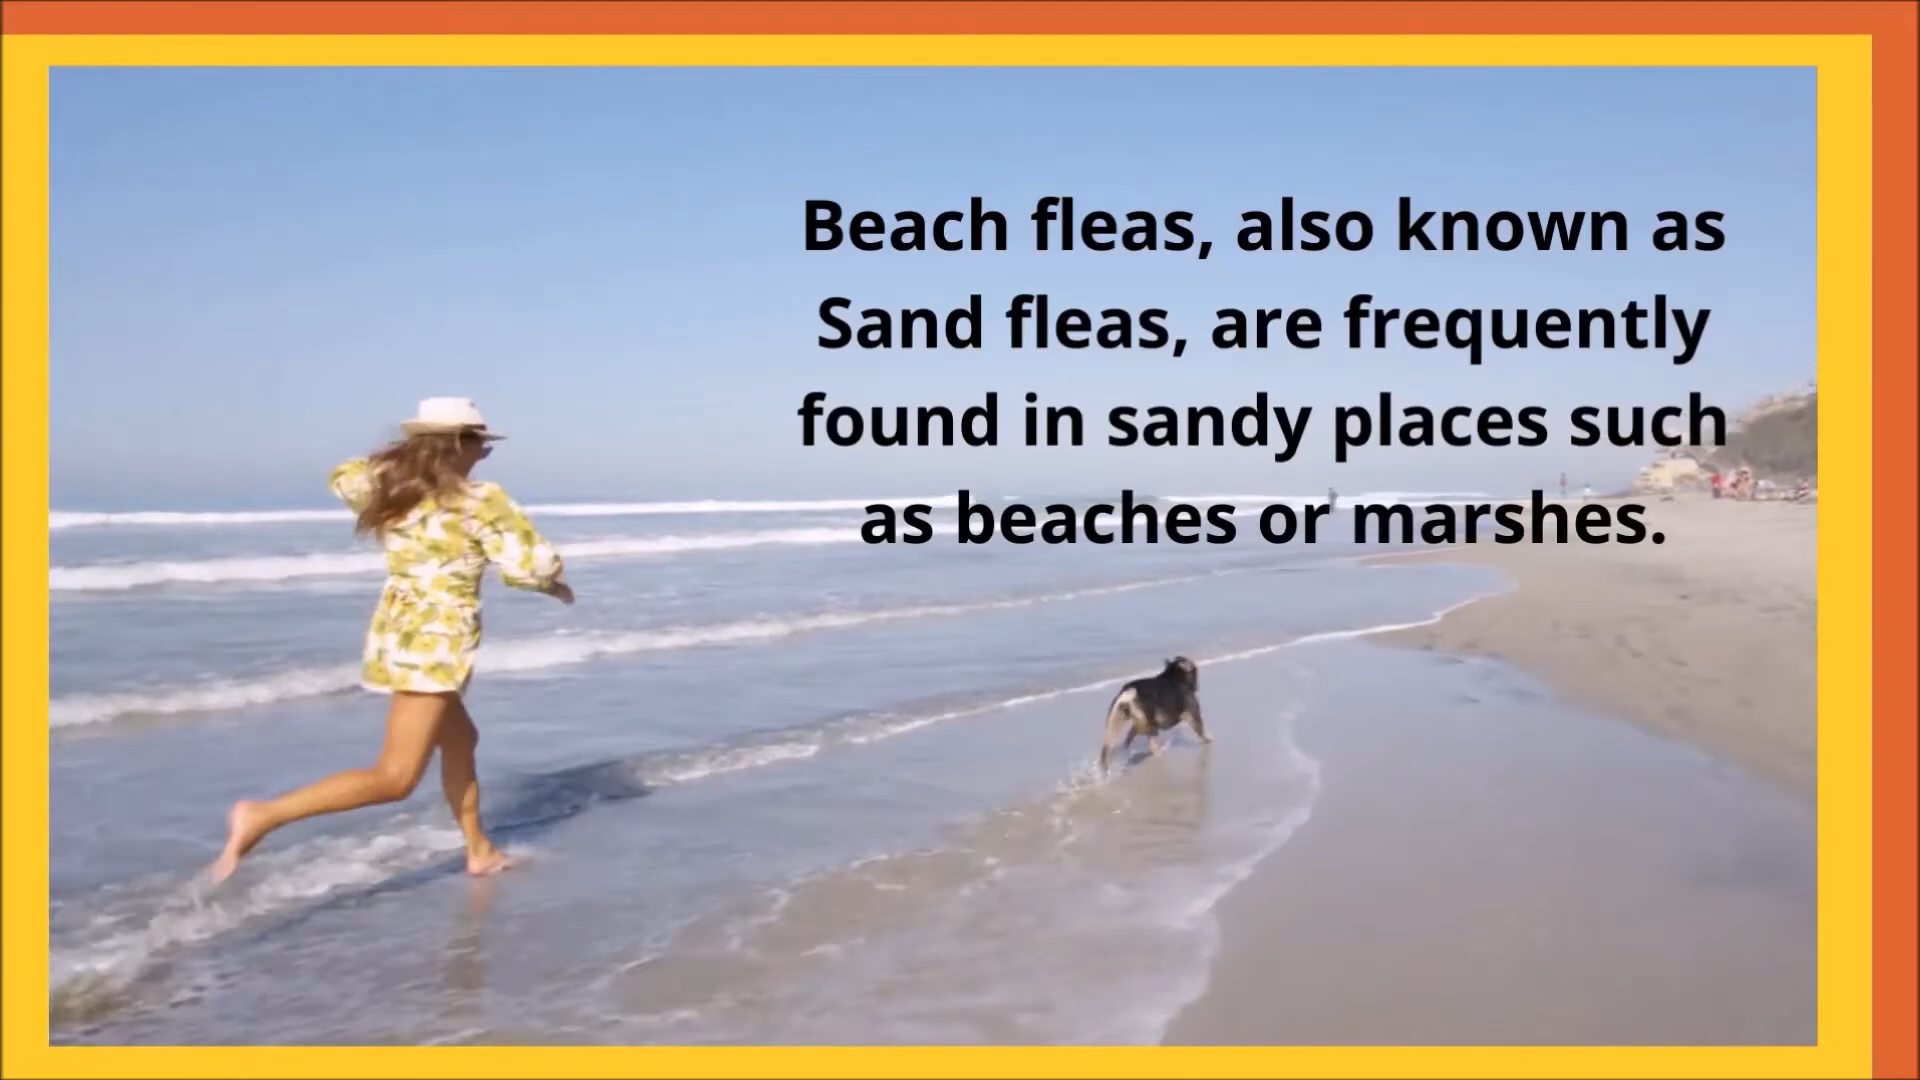 Beach fleas, also known as
Sand fleas, are frequently
found in sandy places such
as beaches or marshes.